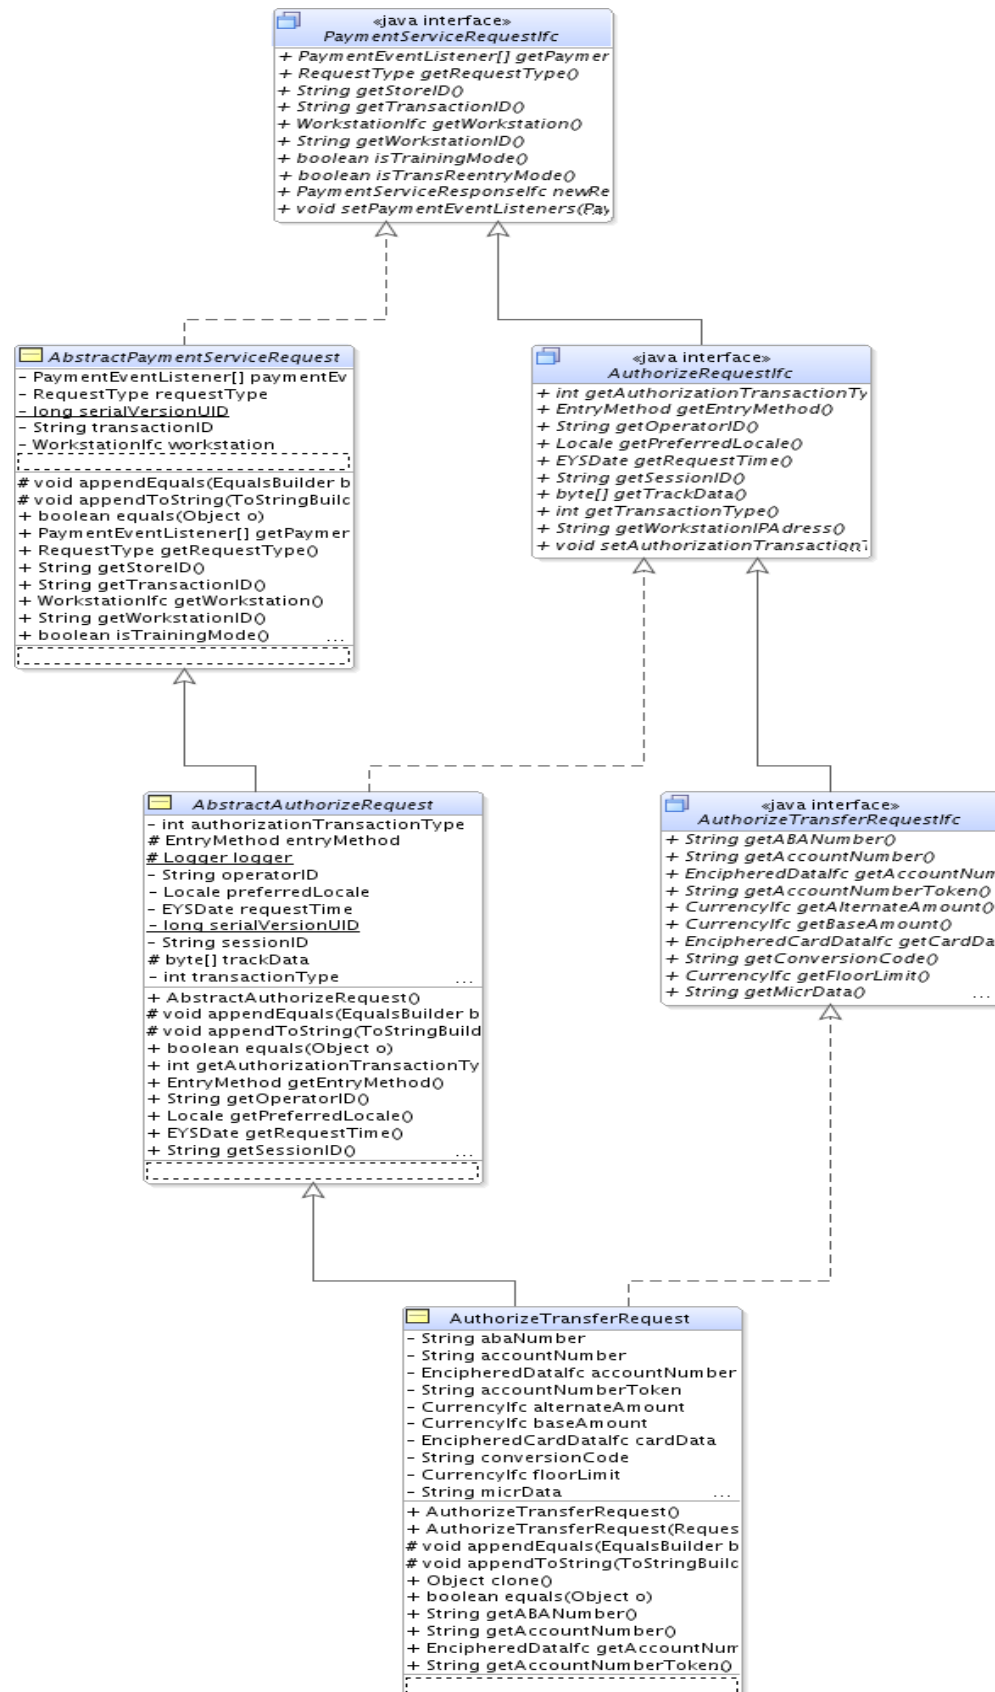 «java interface»
PaymentServiceRequestIfc
+ PaymentEventListener[] getPaymer
+ RequestType getRequestType()
+ String getStoreID()
+ String getTransactionID()
+ WorkstationIfc getWorkstation()
+ String getWorkstationID()
+ boolean isTrainingMode()
+ boolean isTransReentryMode()
+ PaymentServiceResponseIfc newRe
+ void setPaymentEventListeners(Pay
AbstractPaymentServiceRequest
- PaymentEventListener[] paymentEv
- RequestType requestType
- long serialVersionUID
- String transactionID
- WorkstationIfc workstation
# void appendEquals(EqualsBuilder b
# void appendToString(ToStringBuilc
+ boolean equals(Object o)
+ PaymentEventListener[] getPaymer
+ RequestType getRequestType()
+ String getStoreID()
+ String getTransactionID()
+ WorkstationIfc getWorkstation()
+ String getWorkstationID()
+ boolean isTrainingMode() ...
«java interface»
AuthorizeRequestIfc
+ int getAuthorizationTransactionTy
+ EntryMethod getEntryMethod()
+ String getOperatorID()
+ Locale getPreferredLocale()
+ EYSDate getRequestTime()
+ String getSessionID()
+ byte[] getTrackData()
+ int getTransactionType()
+ String getWorkstationIPAdress()
+ void setAuthorizationTransactionT
AbstractAuthorizeRequest
- int authorizationTransactionType
# EntryMethod entryMethod
# Logger logger
- String operatorID
- Locale preferredLocale
- EYSDate requestTime
- long serialVersionUID
- String sessionID
# byte[] trackData
- int transactionType ...
+ AbstractAuthorizeRequest()
# void appendEquals(EqualsBuilder b
# void appendToString(ToStringBuild
+ boolean equals(Object o)
+ int getAuthorizationTransactionTy
+ EntryMethod getEntryMethod()
+ String getOperatorID()
+ Locale getPreferredLocale()
+ EYSDate getRequestTime()
+ String getSessionID() ...
«java interface»
AuthorizeTransferRequestIfc
+ String getABANumber()
+ String getAccountNumber()
+ EncipheredDataIfc getAccountNum
+ String getAccountNumberToken()
+ CurrencyIfc getAlternateAmount()
+ CurrencyIfc getBaseAmount()
+ EncipheredCardDataIfc getCardDa
+ String getConversionCode()
+ CurrencyIfc getFloorLimit()
+ String getMicrData() ...
AuthorizeTransferRequest
- String abaNumber
- String accountNumber
- EncipheredDataIfc accountNumber
- String accountNumberToken
- CurrencyIfc alternateAmount
- CurrencyIfc baseAmount
- EncipheredCardDataIfc cardData
- String conversionCode
- CurrencyIfc floorLimit
- String micrData ...
+ AuthorizeTransferRequest()
+ AuthorizeTransferRequest(Reques
# void appendEquals(EqualsBuilder b
# void appendToString(ToStringBuilc
+ Object clone()
+ boolean equals(Object o)
+ String getABANumber()
+ String getAccountNumber()
+ EncipheredDataIfc getAccountNum
+ String getAccountNumberToken()